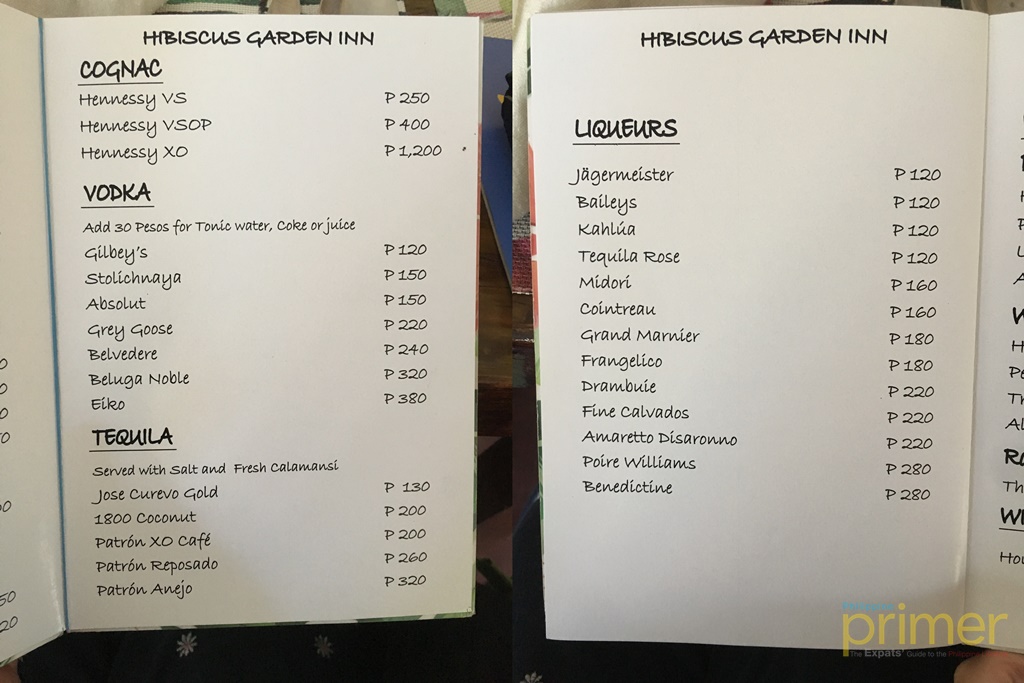 HIBISCUS GARDEN INN
COGNAC
Hennessy VS P 250
Hennessy VSOP P 400
Hennessy XO P 1,200
VODKA
Add 30 Pesos for Tonic water, Coke or juice
Gilbey's P 120
Stolichnaya P 150
Absolut P 150
Grey Goose P 220
Belvedere P 240
Beluga Noble P 320
Eiko P 380
TEQUILA
Served with Salt and Fresh Calamansi
Jose Curevo Gold P 130
1800 Coconut P 200
Patrón XO Café P 200
Patrón Reposado P 260
Patrón Anejo P 320
HIBISCUS GARDEN INN
LIQUEURS
Jägermeister P 120
Baileys P 120
Kahlúa P 120
Tequila Rose P 120
Midori P 160
Cointreau P 160
Grand Marnier P 180
Frangelico P 180
Drambuie P 220
Fine Calvados P 220
Amaretto Disaronno P 220
Poire Williams P 280
Benedictine P 280
primer
The Expats' Guide to the Philippines